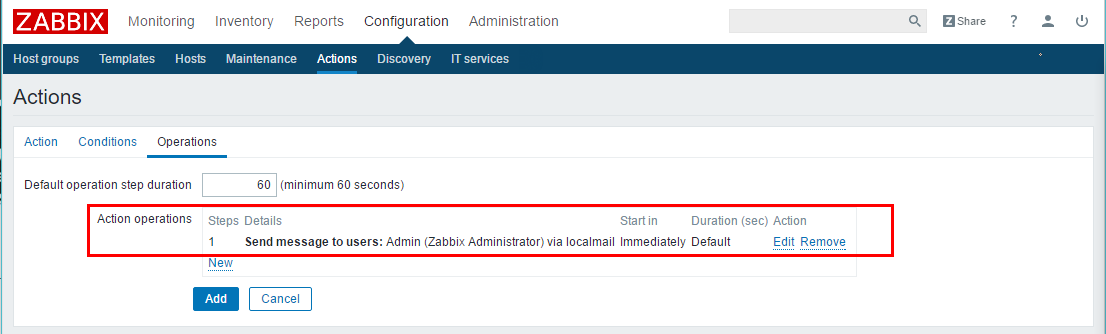 ZABBIX Monitoring Inventory Reports Configuration Administration Z Share ?
Host groups Templates Hosts Maintenance Actions Discovery IT services
Actions
Action Conditions Operations
Default operation step duration 60 (minimum 60 seconds)
Action operations Steps Details Start in Duration (sec) Action
1 Send message to users: Admin (Zabbix Administrator) via localmail Immediately Default Edit Remove
New
Add Cancel